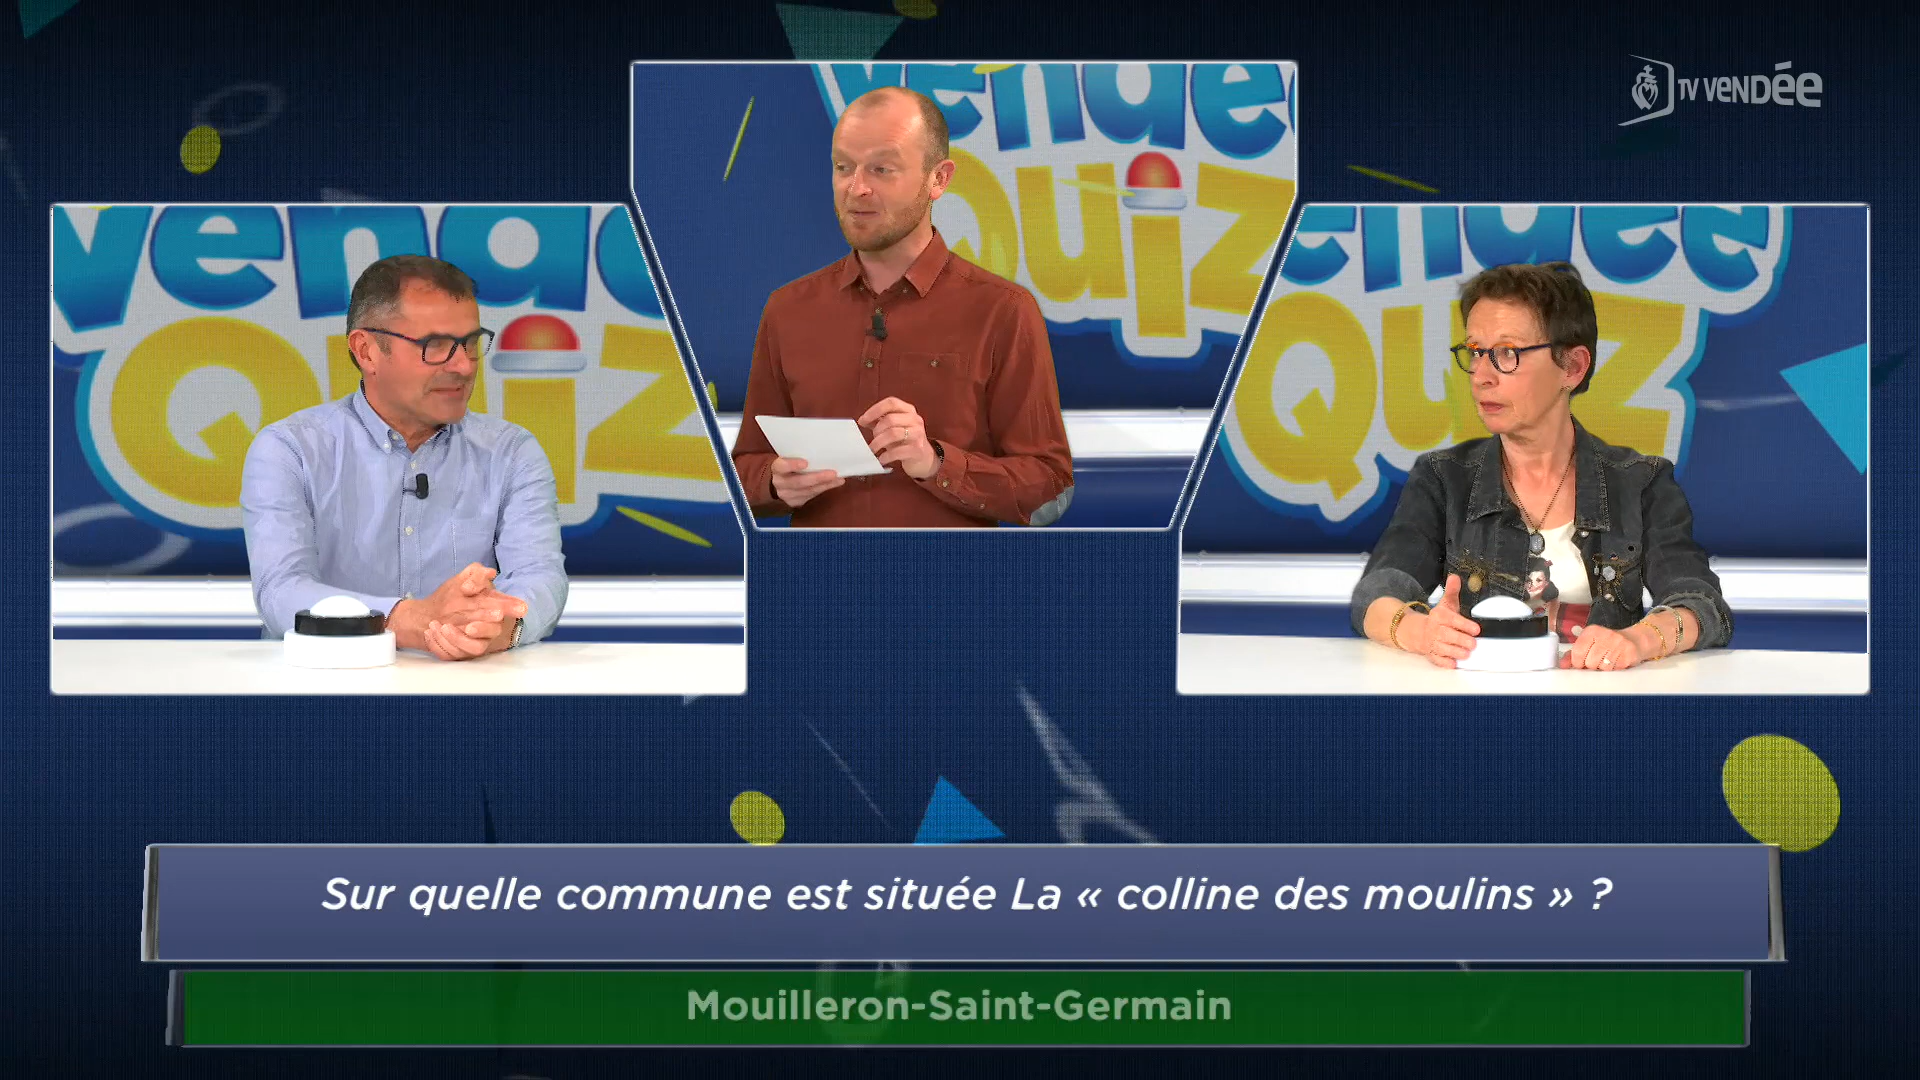 TV VENDÉE
Vendée
Quiz
Vendée
Quiz
Vendée
Quiz
Sur quelle commune est située La « colline des moulins » ?
Mouilleron-Saint-Germain